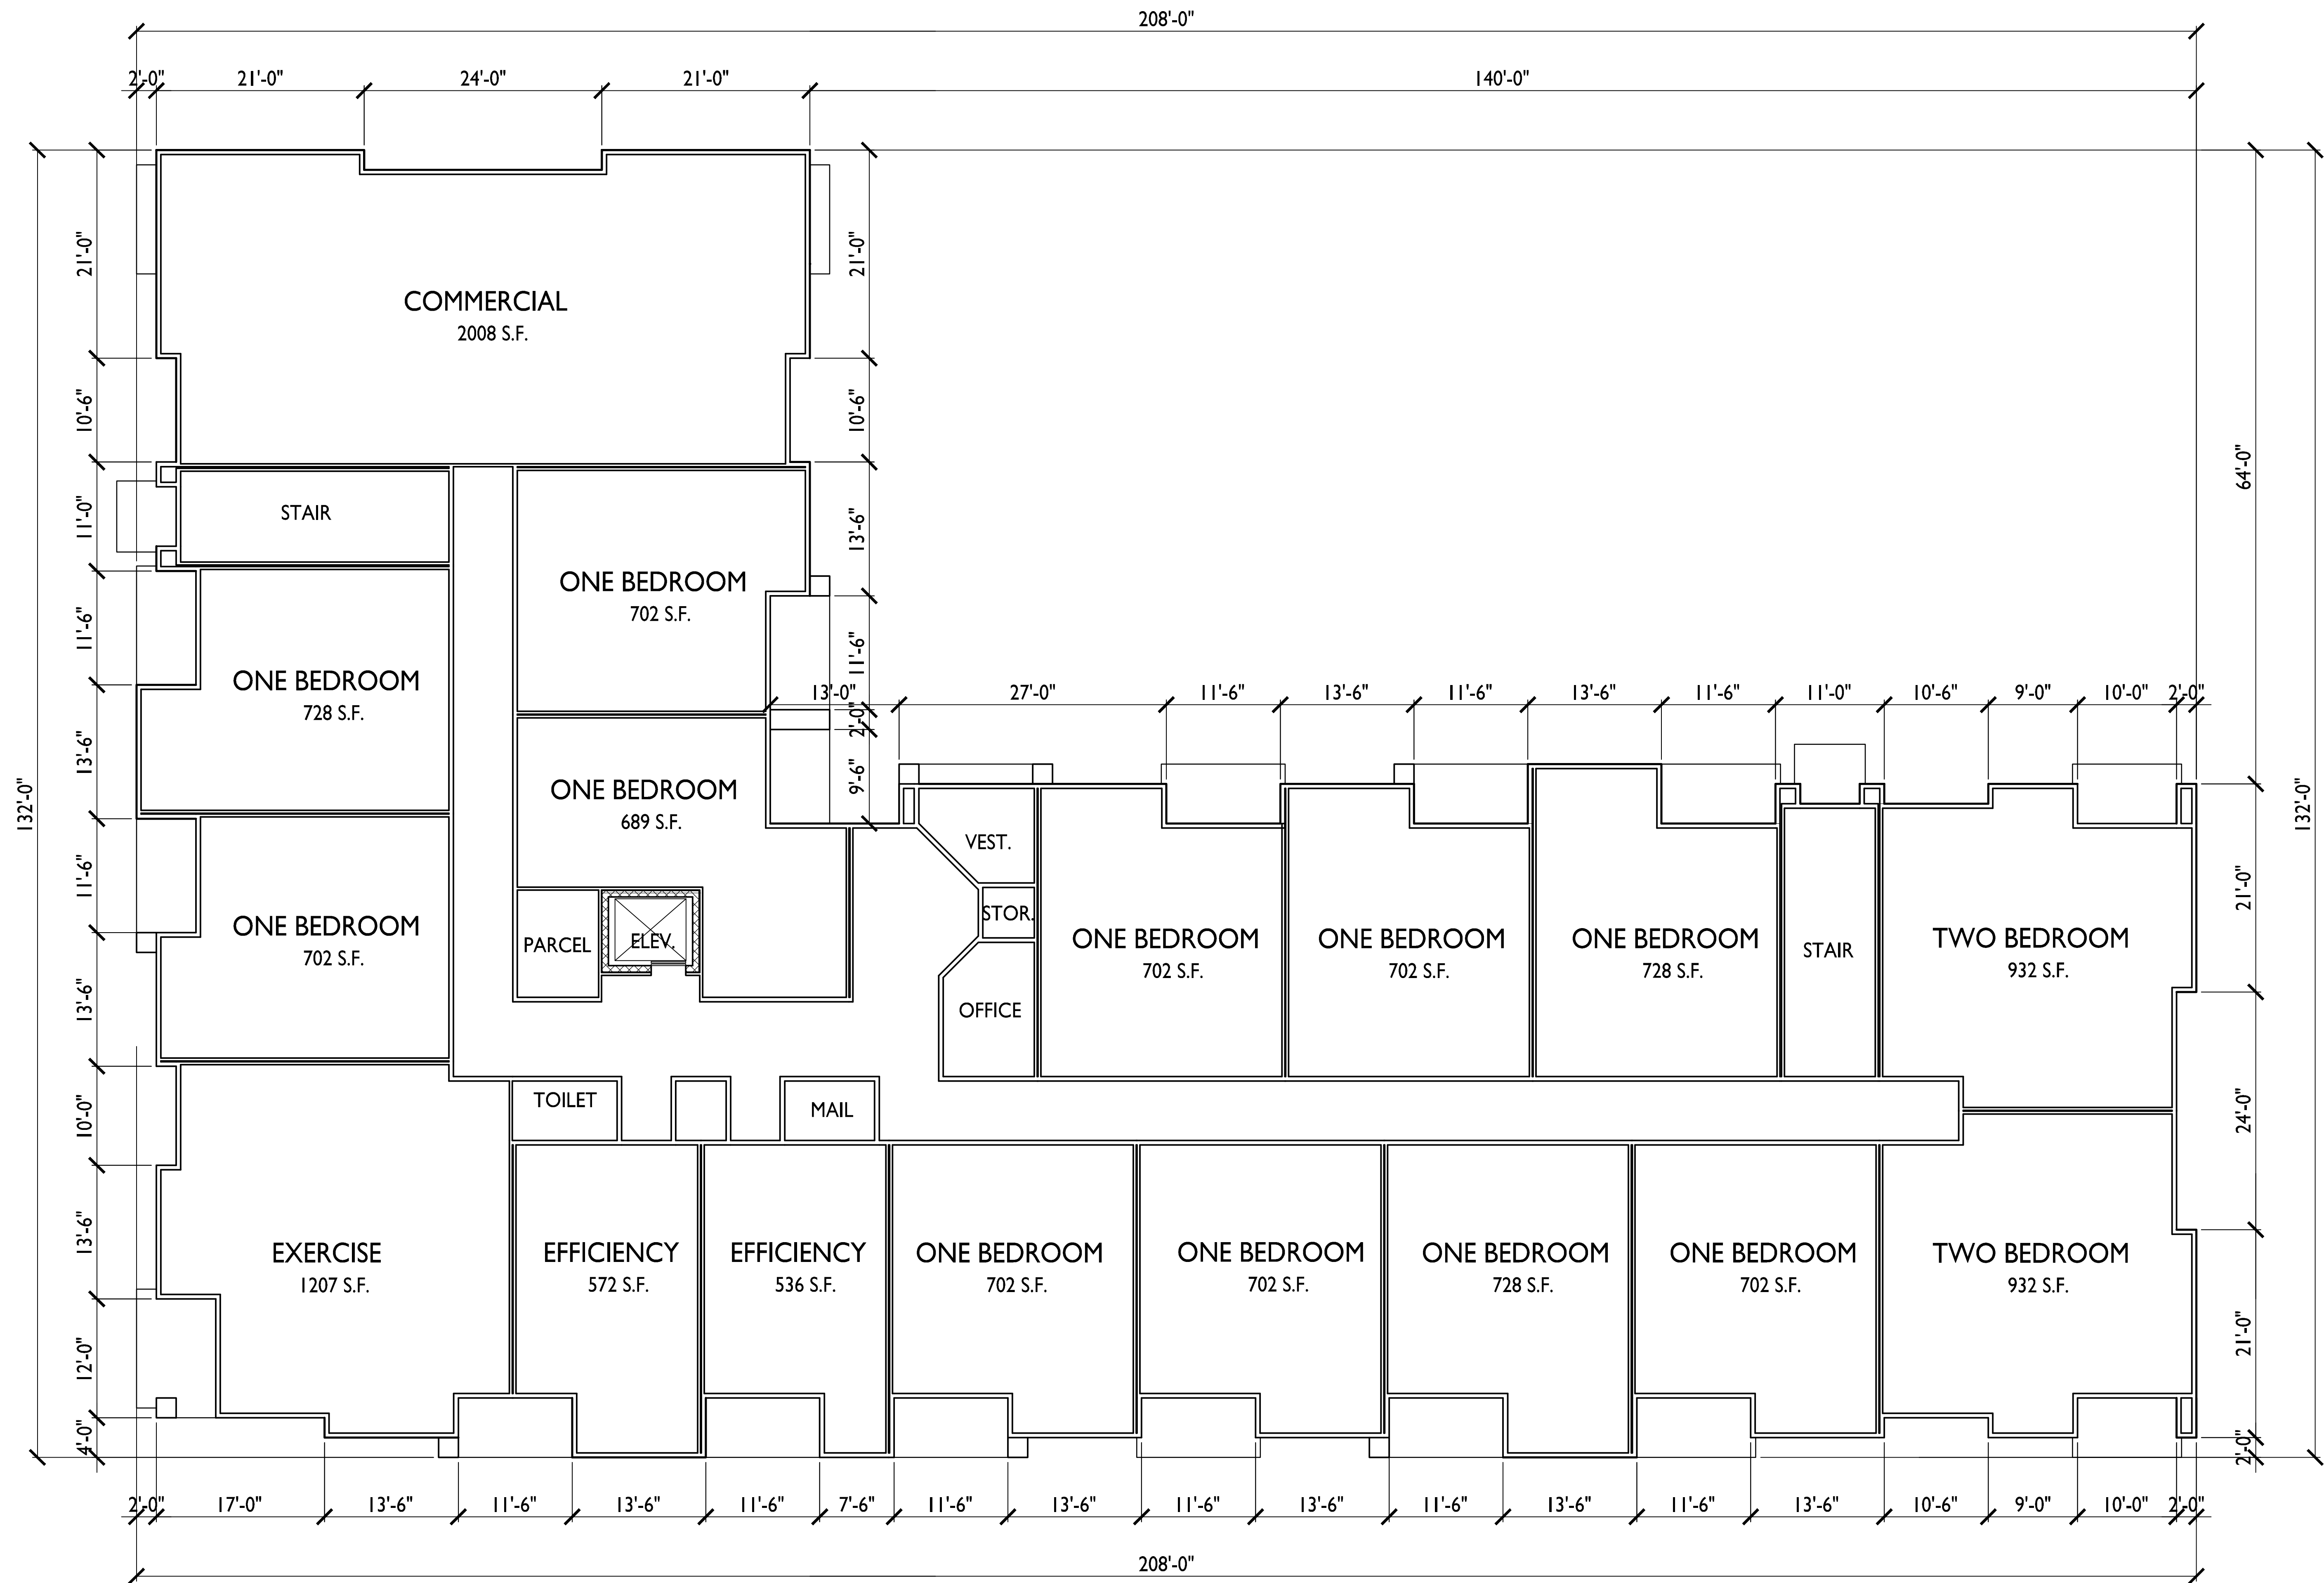 208'-0"
2'-0" 21'-0" 24'-0" 21'-0" 140'-0"
21'-0"
21'-0"
COMMERCIAL
2008 S.F.
10'-6"
10'-6"
64'-0"
STAIR
11'-0"
13'-6"
ONE BEDROOM
702 S.F.
11'-6"
11'-6"
ONE BEDROOM
728 S.F.
13'-0" 27'-0" 11'-6" 13'-6" 11'-6" 13'-6" 11'-6" 11'-0" 10'-6" 9'-0" 10'-0" 2'-0"
2'-0"
13'-6"
9'-6"
132'-0"
132'-0"
ONE BEDROOM
689 S.F.
VEST.
11'-6"
21'-0"
STOR.
ONE BEDROOM
702 S.F.
PARCEL
ELEV.
ONE BEDROOM
702 S.F.
ONE BEDROOM
702 S.F.
ONE BEDROOM
728 S.F.
STAIR
TWO BEDROOM
932 S.F.
13'-6"
OFFICE
10'-0"
TOILET
MAIL
24'-0"
13'-6"
EXERCISE
1207 S.F.
EFFICIENCY
572 S.F.
EFFICIENCY
536 S.F.
ONE BEDROOM
702 S.F.
ONE BEDROOM
702 S.F.
ONE BEDROOM
728 S.F.
ONE BEDROOM
702 S.F.
TWO BEDROOM
932 S.F.
12'-0"
21'-0"
4'-0"
2'-0"
2'-0" 17'-0" 13'-6" 11'-6" 13'-6" 11'-6" 7'-6" 11'-6" 13'-6" 11'-6" 13'-6" 11'-6" 13'-6" 11'-6" 13'-6" 10'-6" 9'-0" 10'-0" 2'-0"
208'-0"